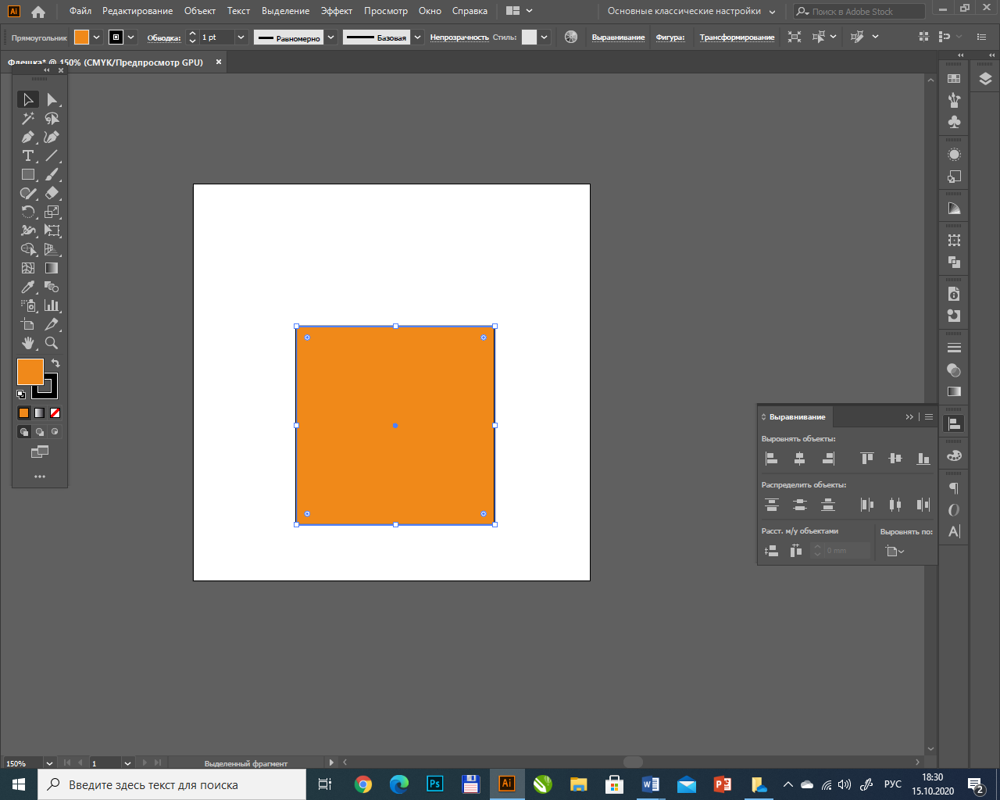 Ai Файл Редактирование Объект Текст Выделение Эффект Просмотр Окно Справка Основные классические настройки Поиск в Adobe Stock
Прямоугольник Обводка: 1 pt Равномерно Базовая Непрозрачность Стиль: Выравнивание Фигура: Трансформирование
Флешка* @ 150% (CMYK/Предпросмотр GPU) ×
Выравнивание
Выровнять объекты:
Распределить объекты:
Расст. м/у объектами Выровнять по:
0 mm
150% 1 Выделенный фрагмент
Введите здесь текст для поиска Ps Ai РУС 18:30
15.10.2020 2